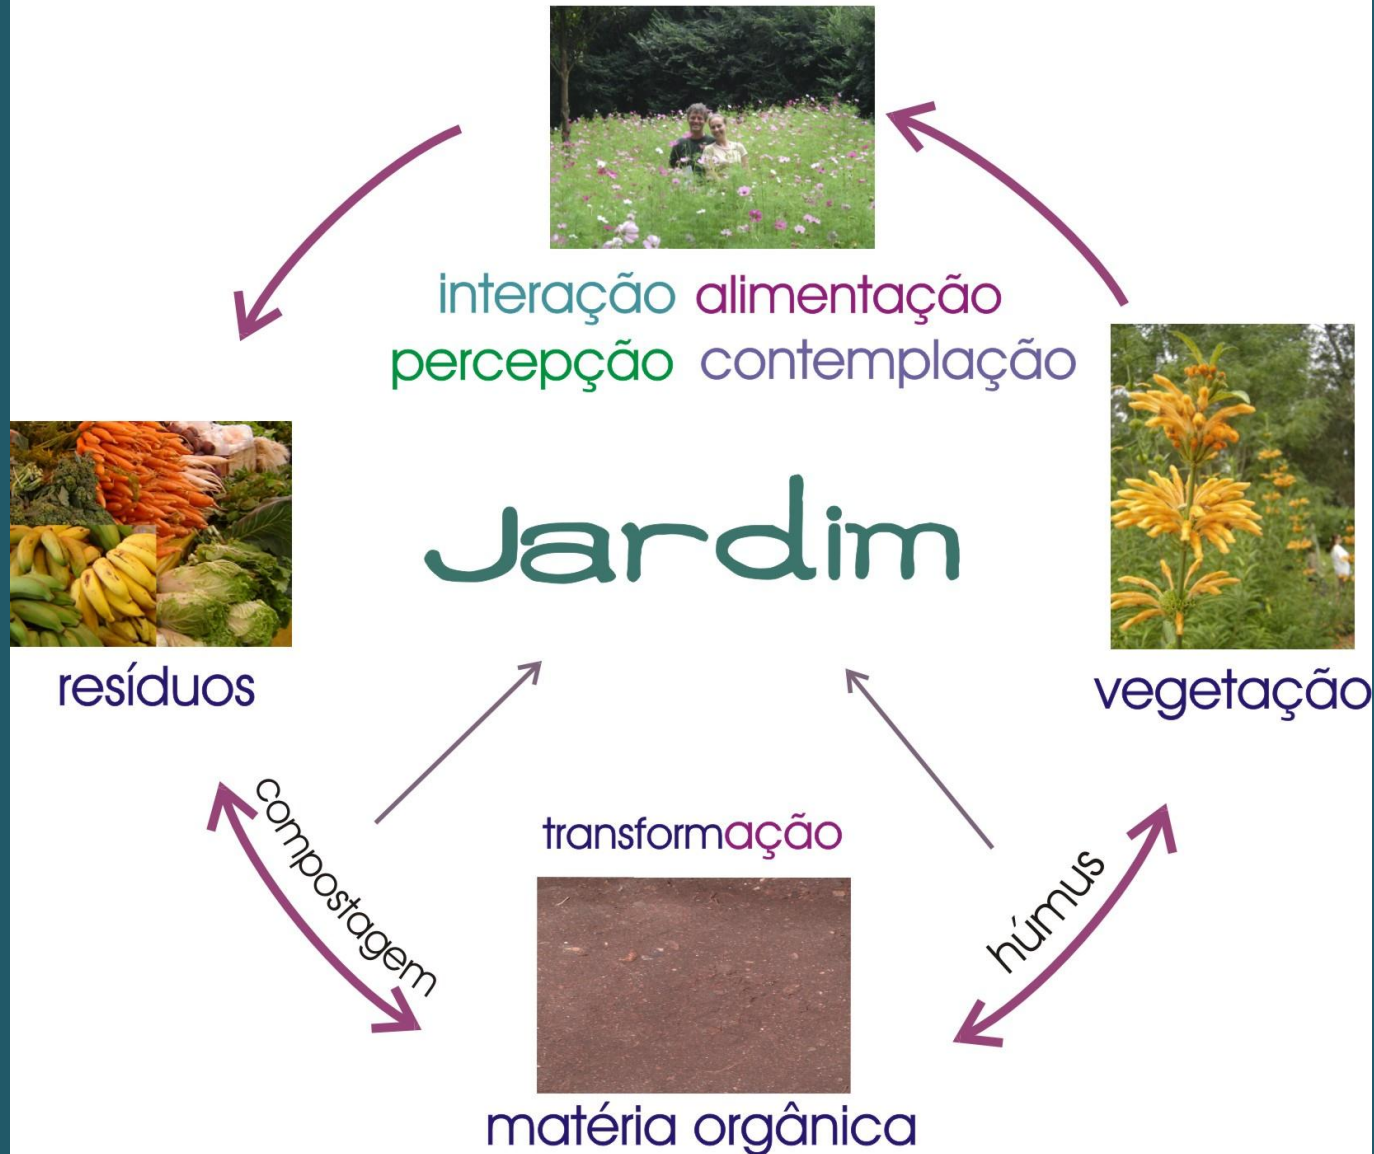 interação alimentação
percepção contemplação
Jardim
resíduos
vegetação
compostagem
transformação
húmus
matéria orgânica